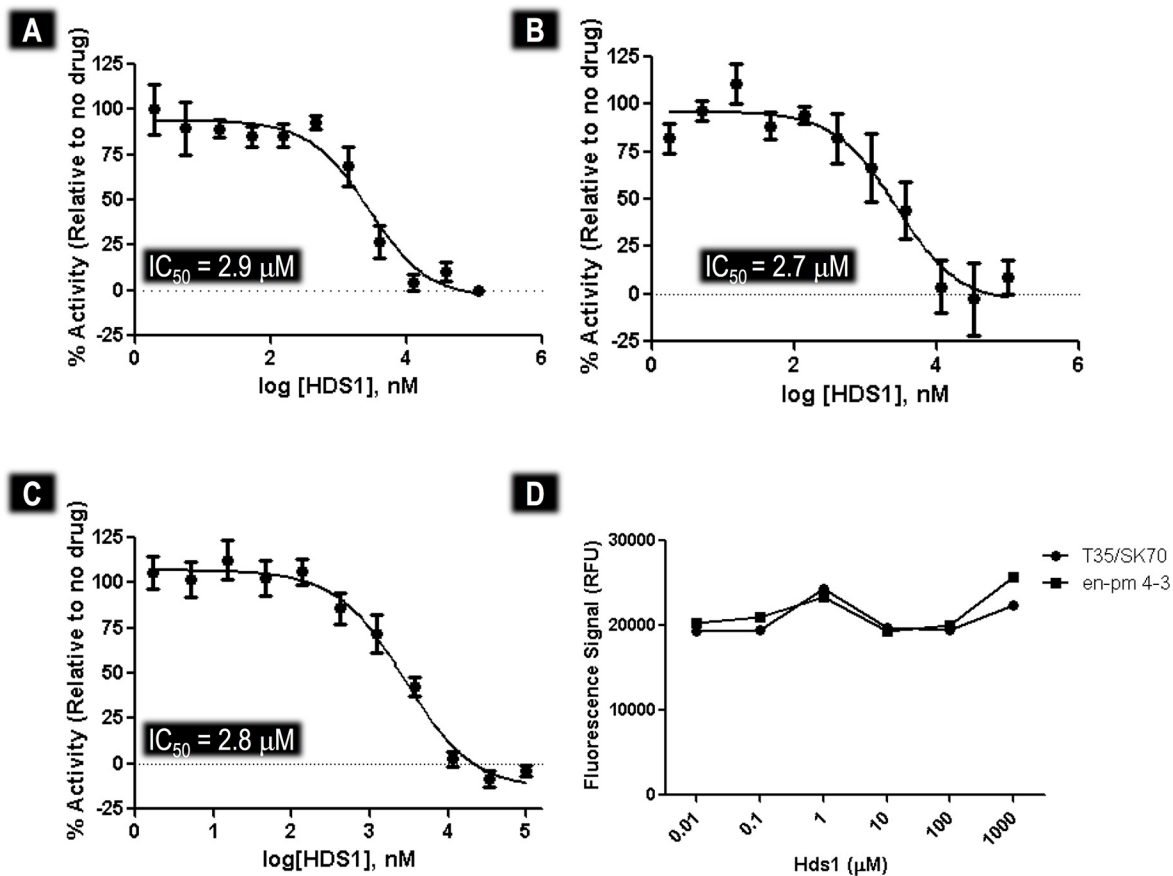 A
% Activity (Relative to no drug)
125
100
75
50
25
0
-25
IC50 = 2.9 μM
0
2
4
6
log [HDS1], nM
B
% Activity (Relative to no drug)
125
100
75
50
25
0
-25
IC50 = 2.7 μM
0
2
4
6
log [HDS1], nM
C
% Activity (Relative to no drug)
125
100
75
50
25
0
-25
IC50 = 2.8 μM
0
1
2
3
4
5
log[HDS1], nM
D
Fluorescence Signal (RFU)
30000
20000
10000
0
0.01
0.1
1
10
100
1000
Hds1 (μM)
T35/SK70
en-pm 4-3